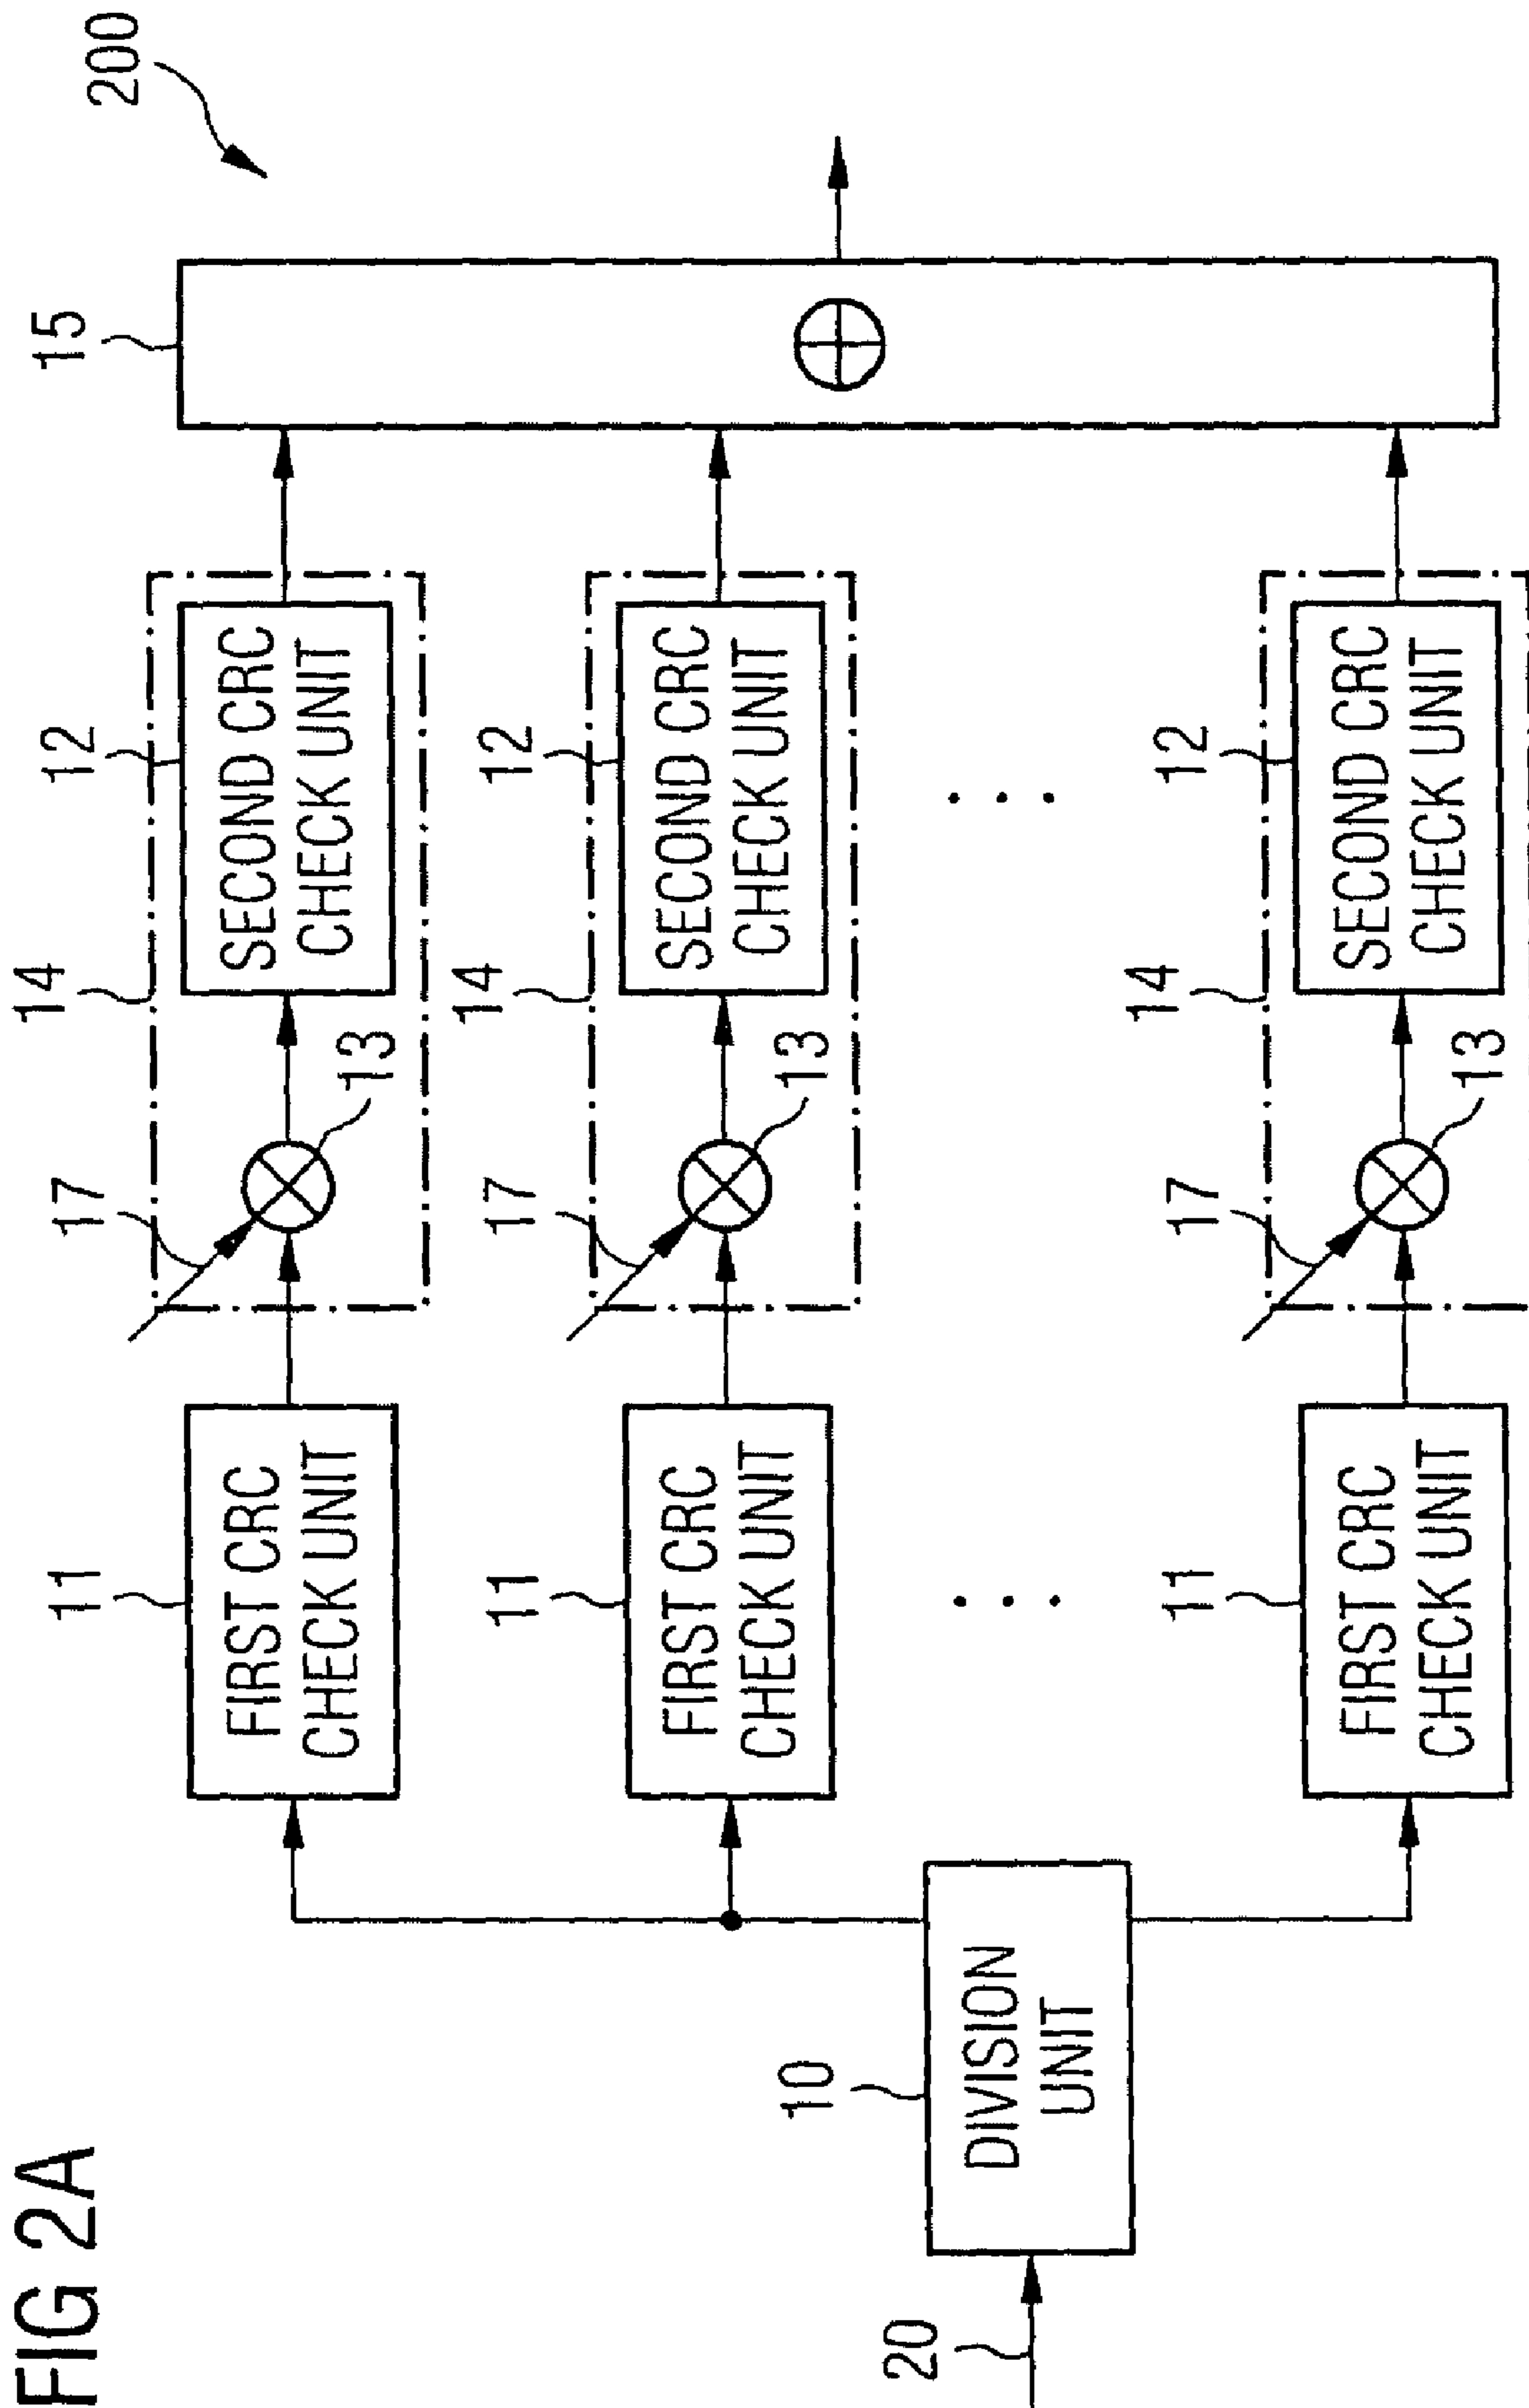 FIG 2A
200
20
10
DIVISION
UNIT
11
FIRST CRC
CHECK UNIT
17
13
14
12
SECOND CRC
CHECK UNIT
15
11
FIRST CRC
CHECK UNIT
17
13
14
12
SECOND CRC
CHECK UNIT
. . .
. . .
11
FIRST CRC
CHECK UNIT
17
13
14
12
SECOND CRC
CHECK UNIT